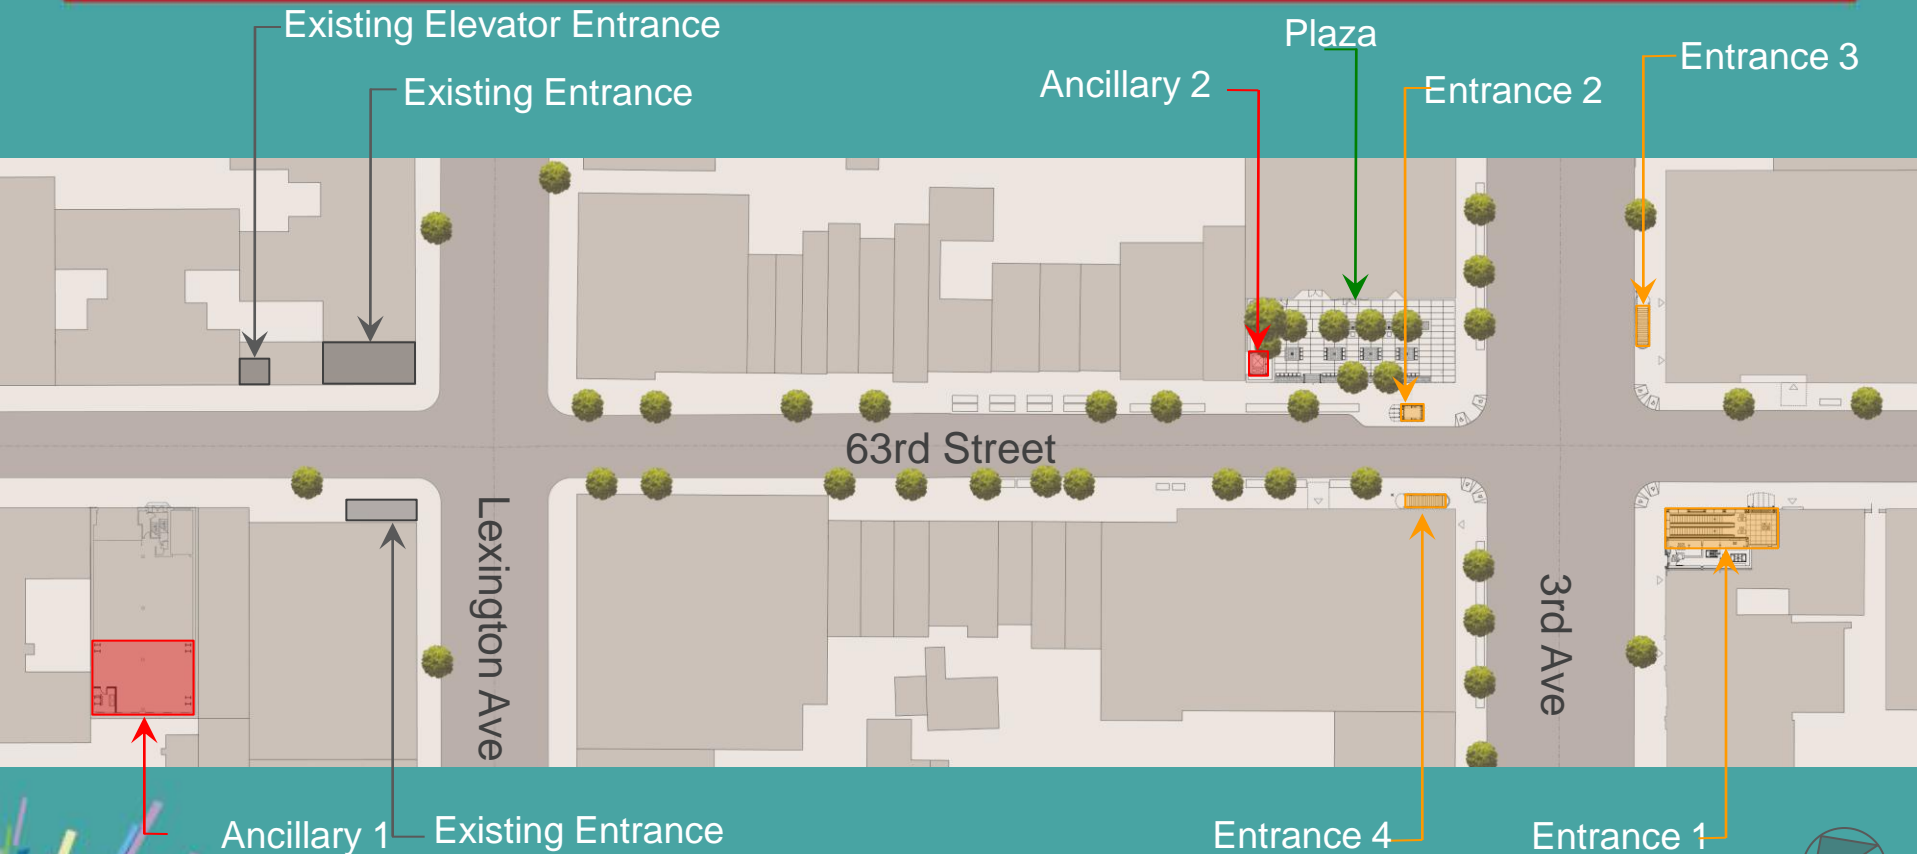 Existing Elevator Entrance
Plaza
Entrance 3
Existing Entrance
Ancillary 2
Entrance 2
63rd Street
Lexington Ave
3rd Ave
Ancillary 1
Existing Entrance
Entrance 4
Entrance 1